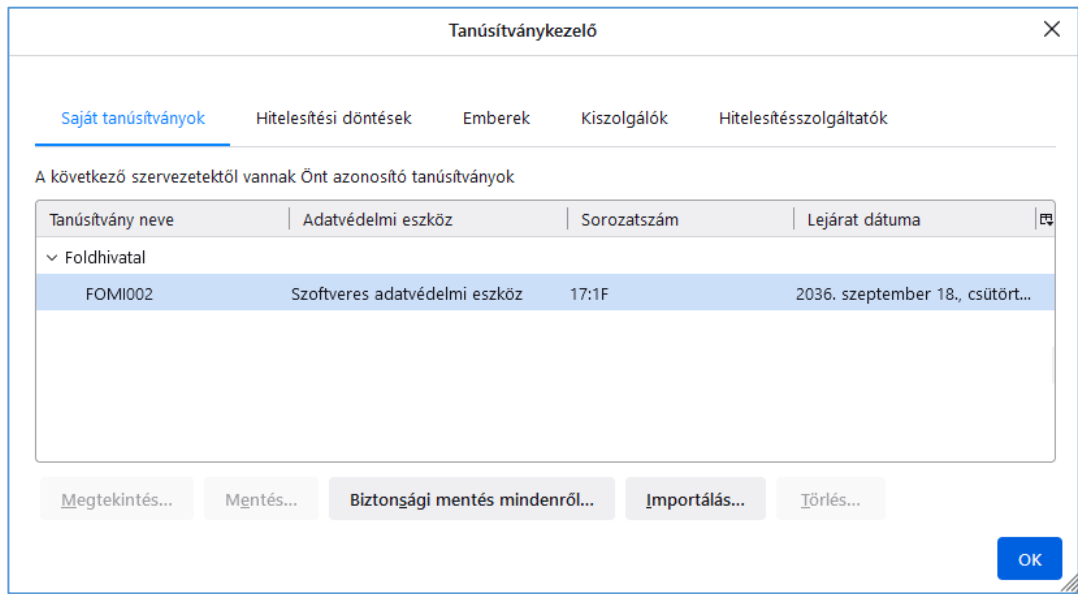 Tanúsítványkezelő
Saját tanúsítványok Hitelesítési döntések Emberek Kiszolgálók Hitelesítésszolgáltatók
A következő szervezetektől vannak Önt azonosító tanúsítványok
Tanúsítvány neve Adatvédelmi eszköz Sorozatszám Lejárat dátuma
Foldhivatal
FOMI002 Szoftveres adatvédelmi eszköz 17:1F 2036. szeptember 18., csütört...
Megtekintés... Mentés... Biztonsági mentés mindenről... Importálás... Törlés...
OK